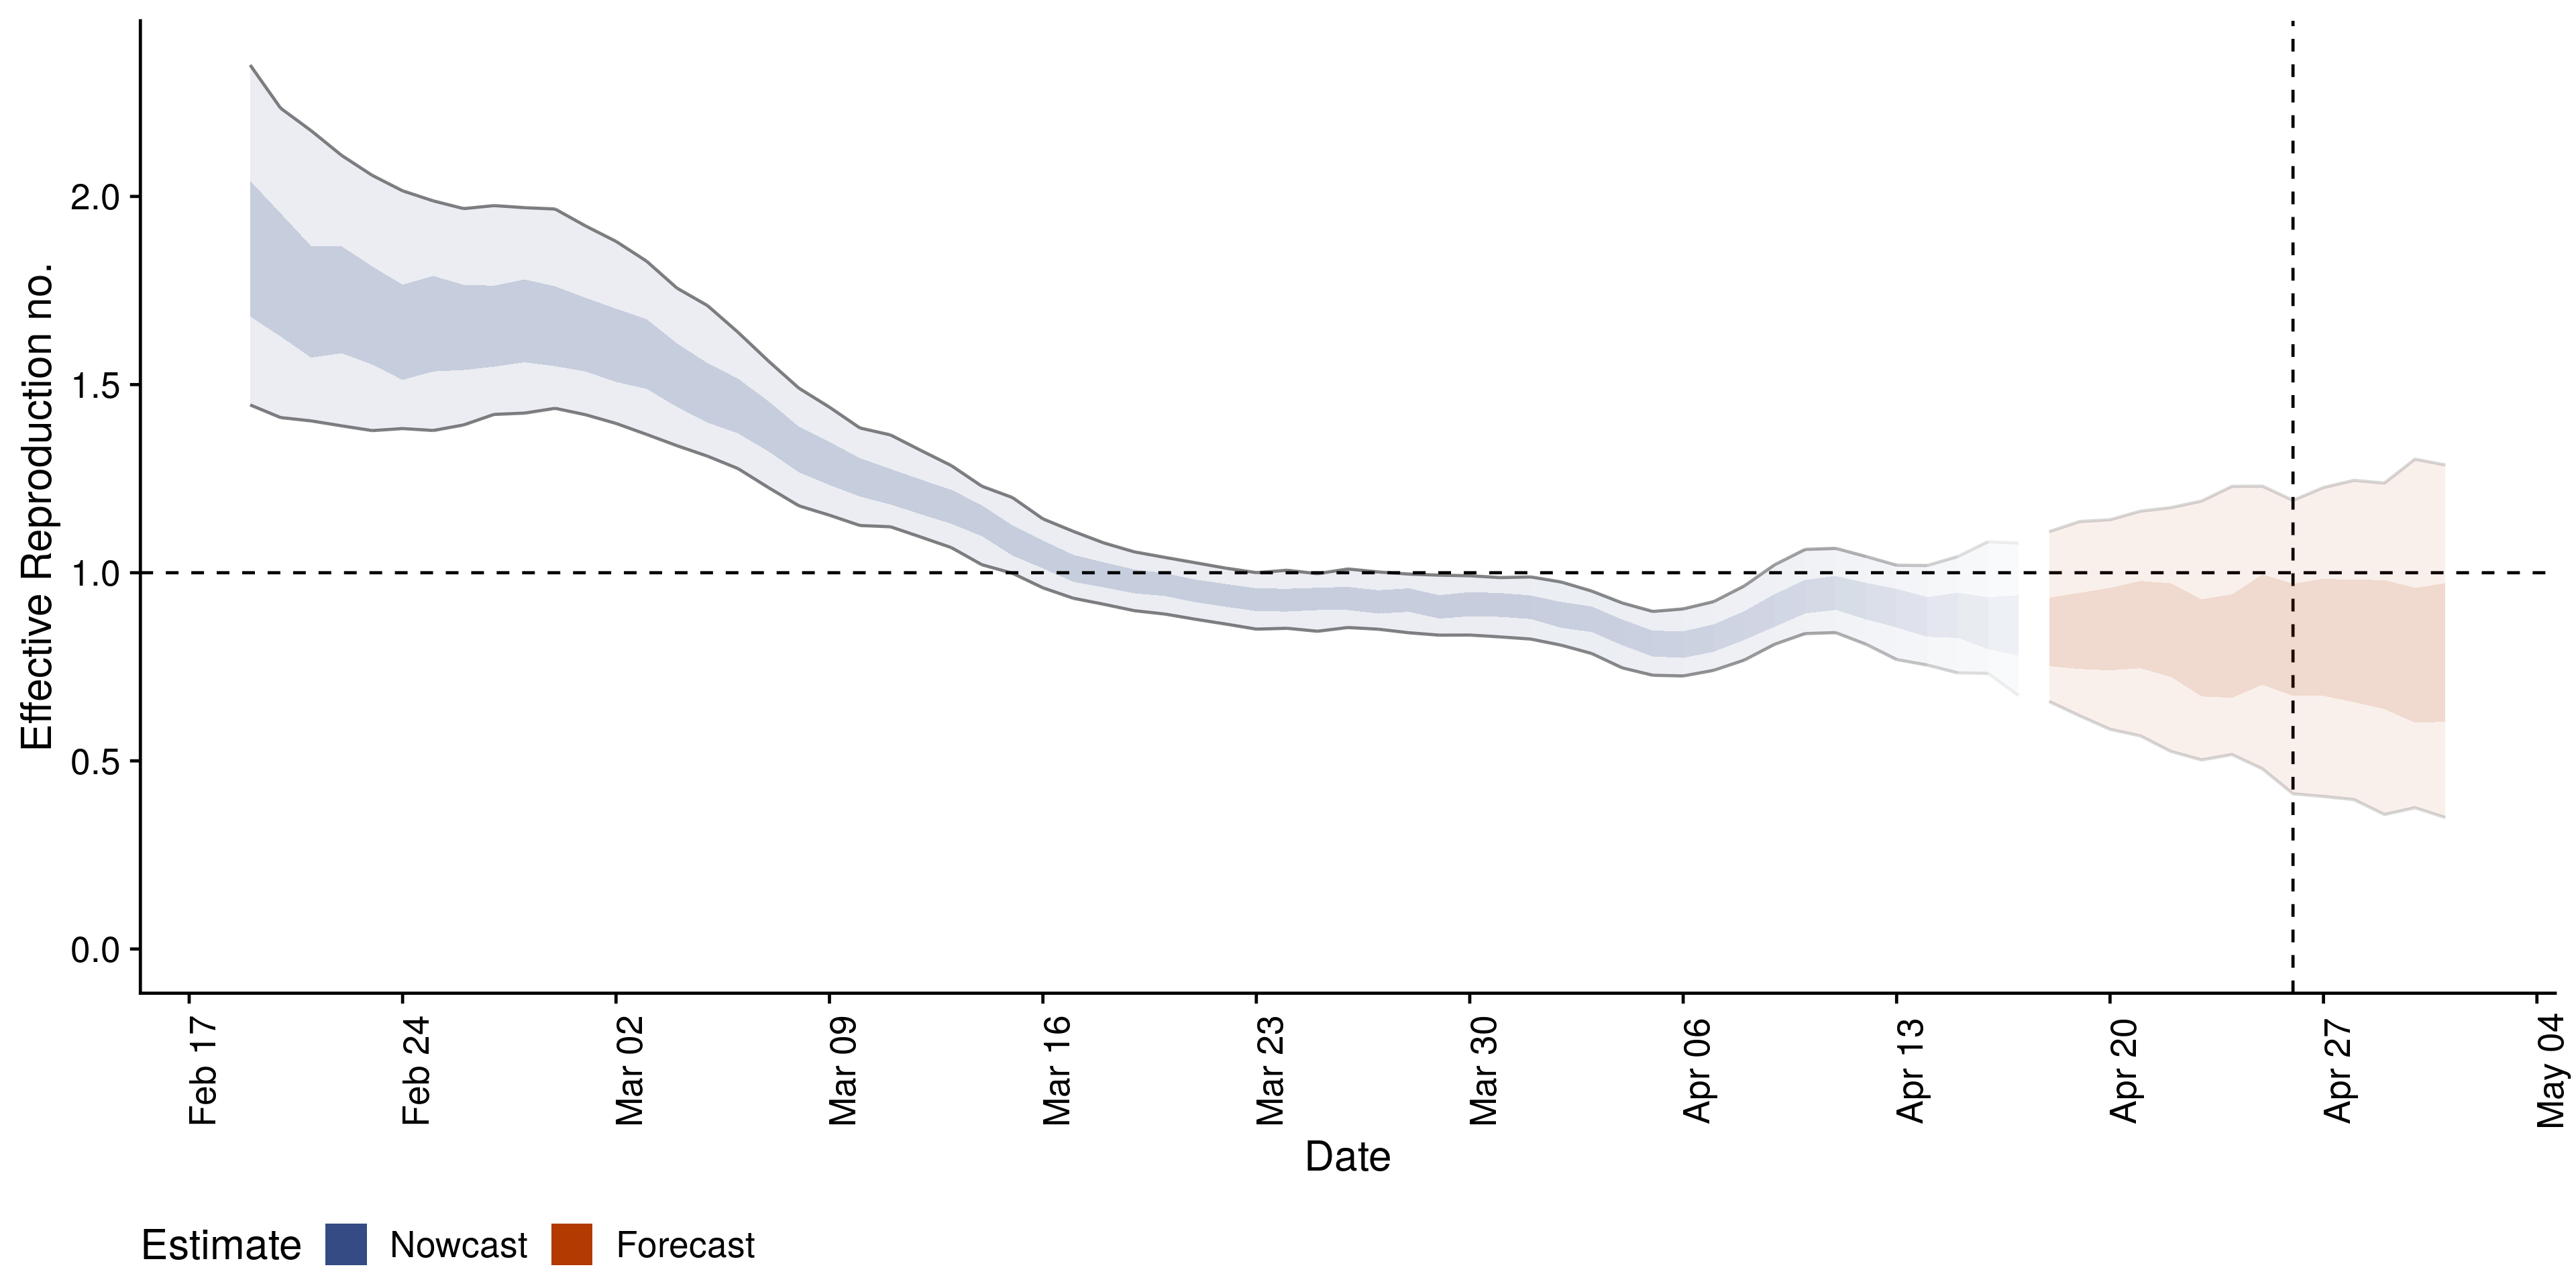 Effective Reproduction no.
2.0
1.5
1.0
0.5
0.0
Feb 17
Feb 24
Mar 02
Mar 09
Mar 16
Mar 23
Mar 30
Apr 06
Apr 13
Apr 20
Apr 27
May 04
Date
Estimate Nowcast Forecast